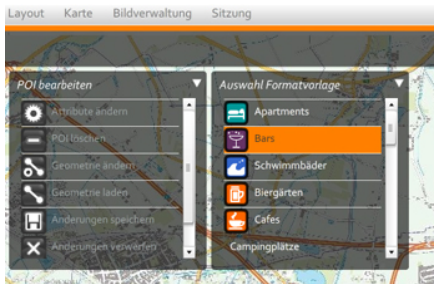 Layout Karte Bildverwaltung Sitzung
POI bearbeiten
Attribute ändern
POI löschen
Geometrie ändern
Geometrie laden
Änderungen speichern
Änderungen verwerfen
Auswahl Formatvorlage
Apartments
Bars
Schwimmbäder
Biergärten
Cafes
Campingplätze